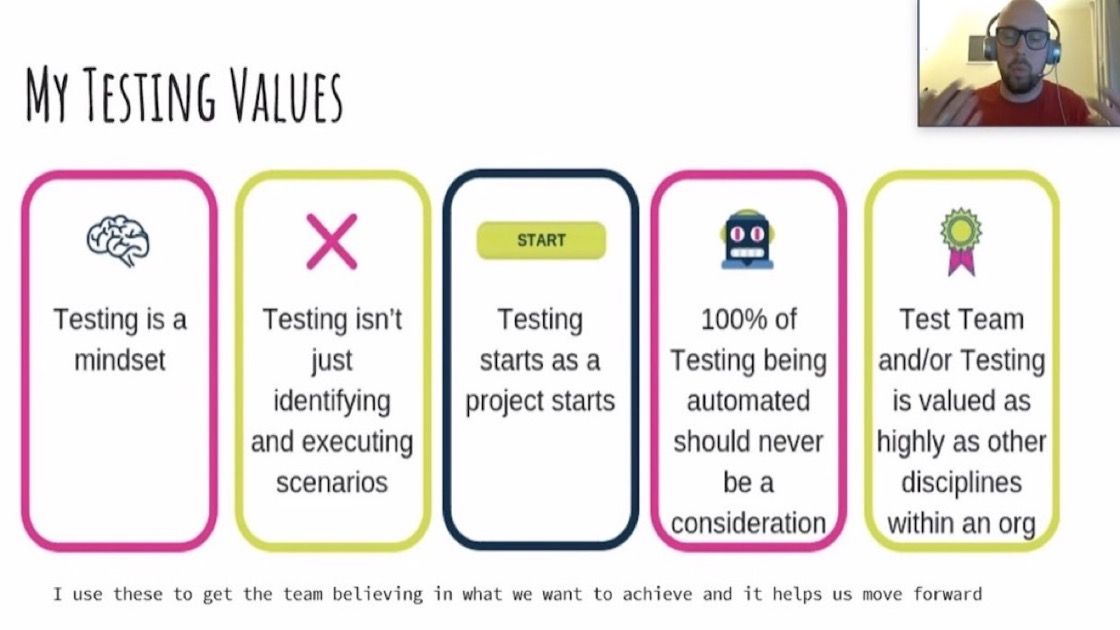 My Testing Values
Testing is a
mindset
Testing isn't
just
identifying
and executing
scenarios
START
Testing
starts as a
project starts
100% of
Testing being
automated
should never
be a
consideration
Test Team
and/or Testing
is valued as
highly as other
disciplines
within an org
I use these to get the team believing in what we want to achieve and it helps us move forward